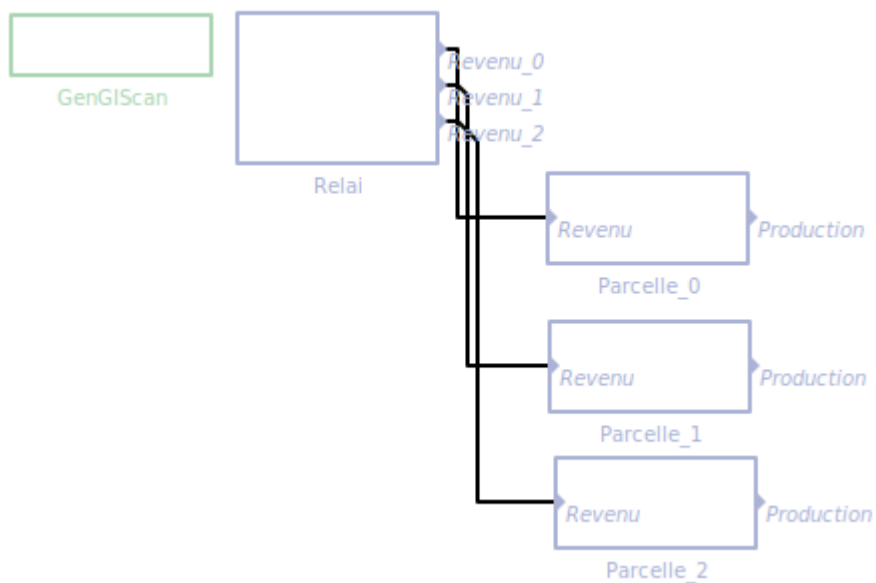 GenGIScan
Relai
Revenu_0
Revenu_1
Revenu_2
Revenu
Production
Parcelle_0
Revenu
Production
Parcelle_1
Revenu
Production
Parcelle_2